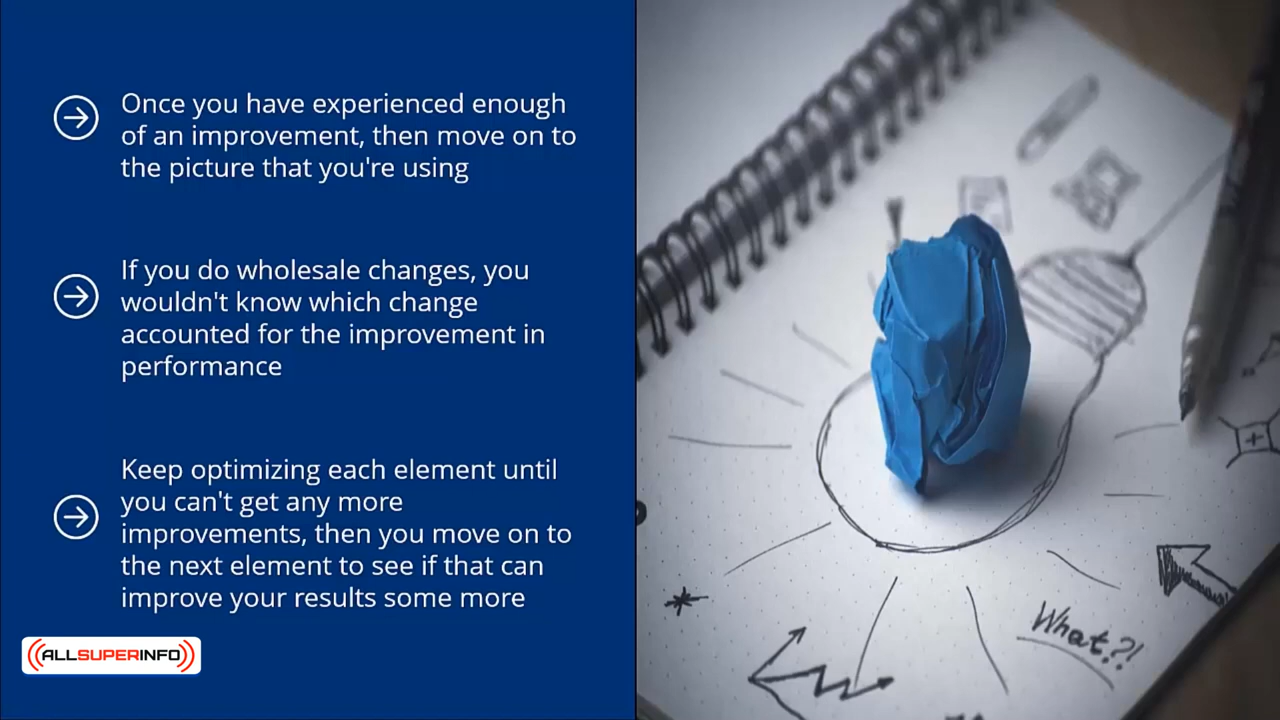 Once you have experienced enough
of an improvement, then move on to
the picture that you're using
If you do wholesale changes, you
wouldn't know which change
accounted for the improvement in
performance
Keep optimizing each element until
you can't get any more
improvements, then you move on to
the next element to see if that can
improve your results some more
ALLSUPERINFO
What?!